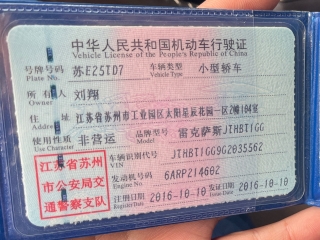 中华人民共和国机动车行驶证
Vehicle License of the People's Republic of China
号牌号码 苏E25TD7 车辆类型 小型轿车
Plate No. Vehicle Type
所有人 刘翔
Owner
住址 江苏省苏州市工业园区太阳星辰花园一区2幢104室
Address
使用性质 非营运 品牌型号 雷克萨斯JTHBT1GG
Use Character Model
江苏省苏州
市公安局交
通警察支队
车辆识别代号 JTHBT1GG9G2035562
VIN
发动机号码 6ARP214602
Engine No.
注册日期 2016-10-10 发证日期 2016-10-10
Register Date Issue Date